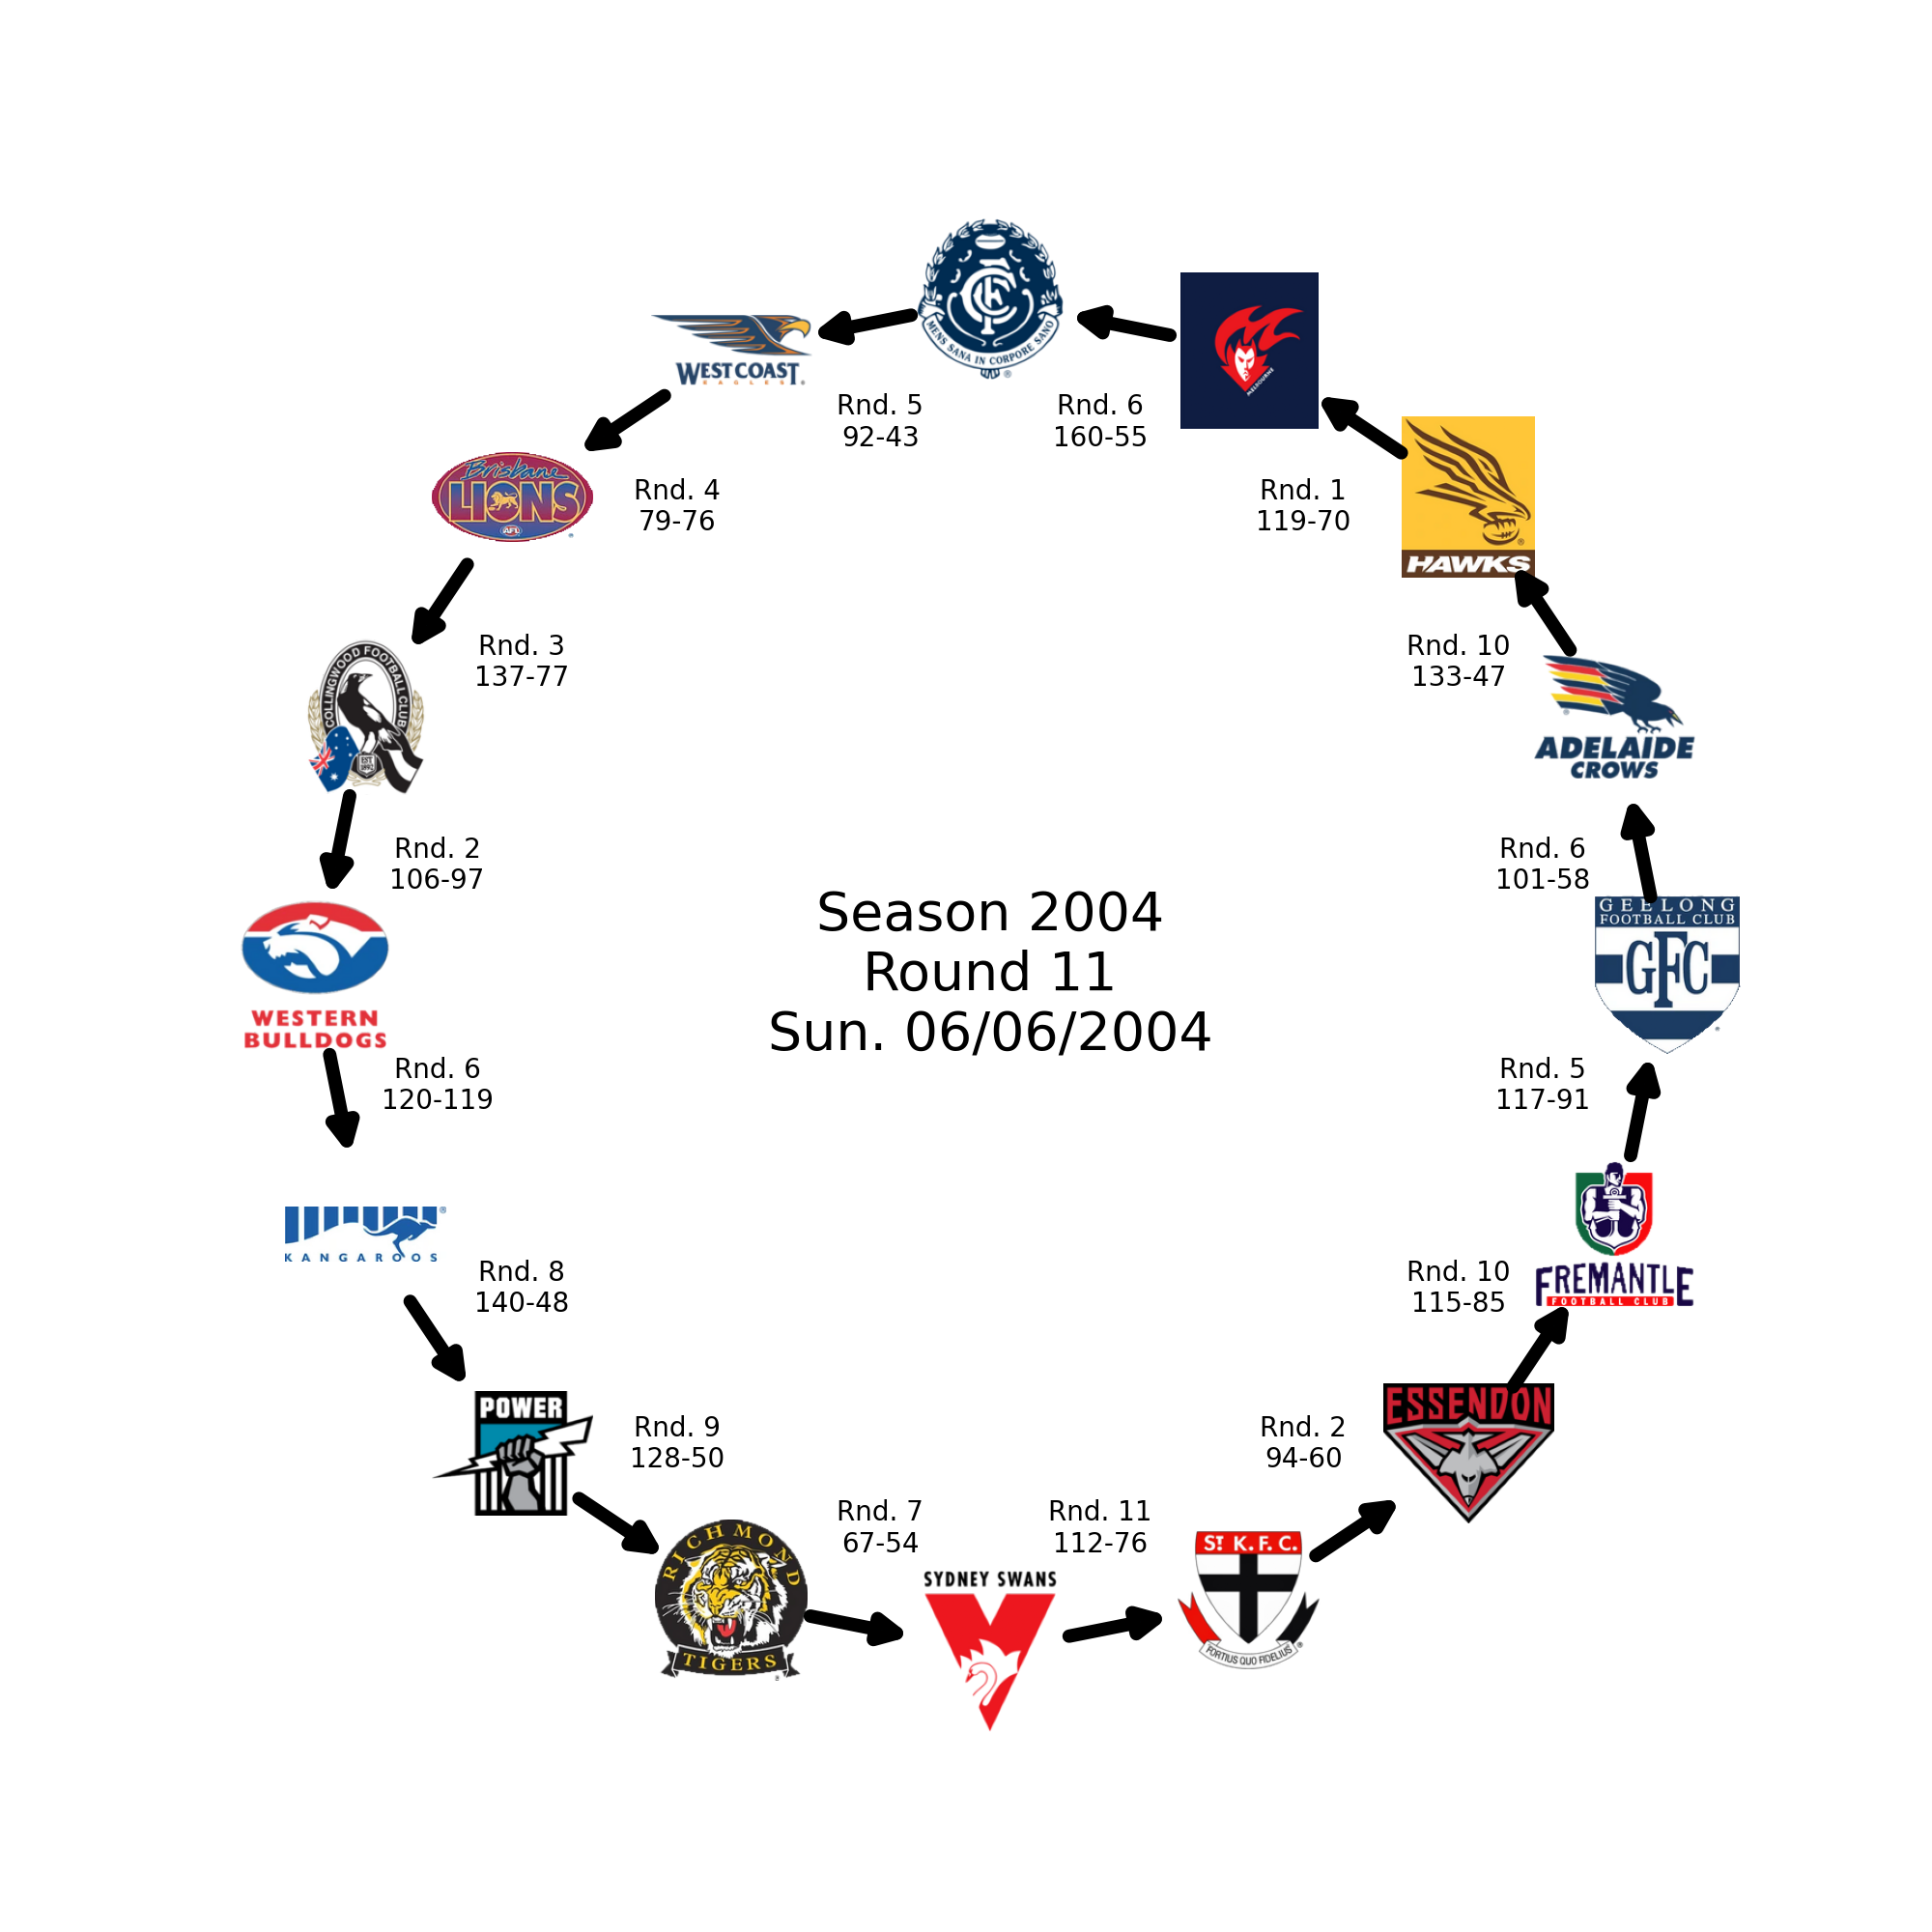 MENS SANA IN CORPORE SANO
®
WEST COAST
EAGLES
Rnd. 5
92-43
Rnd. 6
160-55
MELBOURNE
Brisbane
LIONS
AFL
Rnd. 4
79-76
Rnd. 1
119-70
HAWKS
COLLINGWOOD FOOTBALL CLUB
EST
1892
Rnd. 3
137-77
Rnd. 10
133-47
ADELAIDE
CROWS
Rnd. 2
106-97
Rnd. 6
101-58
GEELONG
FOOTBALL CLUB
GFC
WESTERN
BULLDOGS
Season 2004
Round 11
Sun. 06/06/2004
Rnd. 6
120-119
Rnd. 5
117-91
KANGAROOS
Rnd. 8
140-48
Rnd. 10
115-85
FREMANTLE
FOOTBALL CLUB
POWER
Rnd. 9
128-50
Rnd. 2
94-60
ESSENDON
RICHMOND
TIGERS
Rnd. 7
67-54
Rnd. 11
112-76
SYDNEY SWANS
ST K.F.C.
FORTIUS QUO FIDELIUS